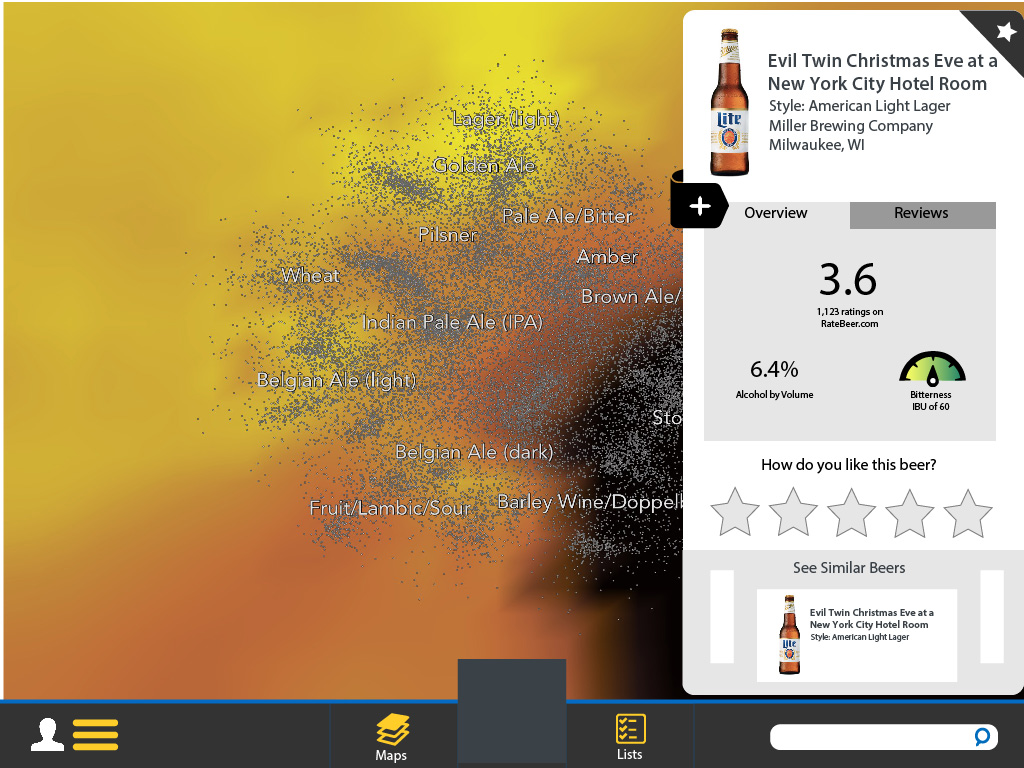 Lager (light)
Golden Ale
Pale Ale/Bitter
Pilsner
Amber
Wheat
Brown Ale/
Indian Pale Ale (IPA)
Belgian Ale (light)
Sto
Belgian Ale (dark)
Barley Wine/Doppelb
Fruit/Lambic/Sour
Lite
Evil Twin Christmas Eve at a
New York City Hotel Room
Style: American Light Lager
Miller Brewing Company
Milwaukee, WI
Overview
Reviews
3.6
1,123 ratings on
RateBeer.com
6.4%
Alcohol by Volume
Bitterness
IBU of 60
How do you like this beer?
See Similar Beers
Lite
Evil Twin Christmas Eve at a
New York City Hotel Room
Style: American Light Lager
Maps
Lists